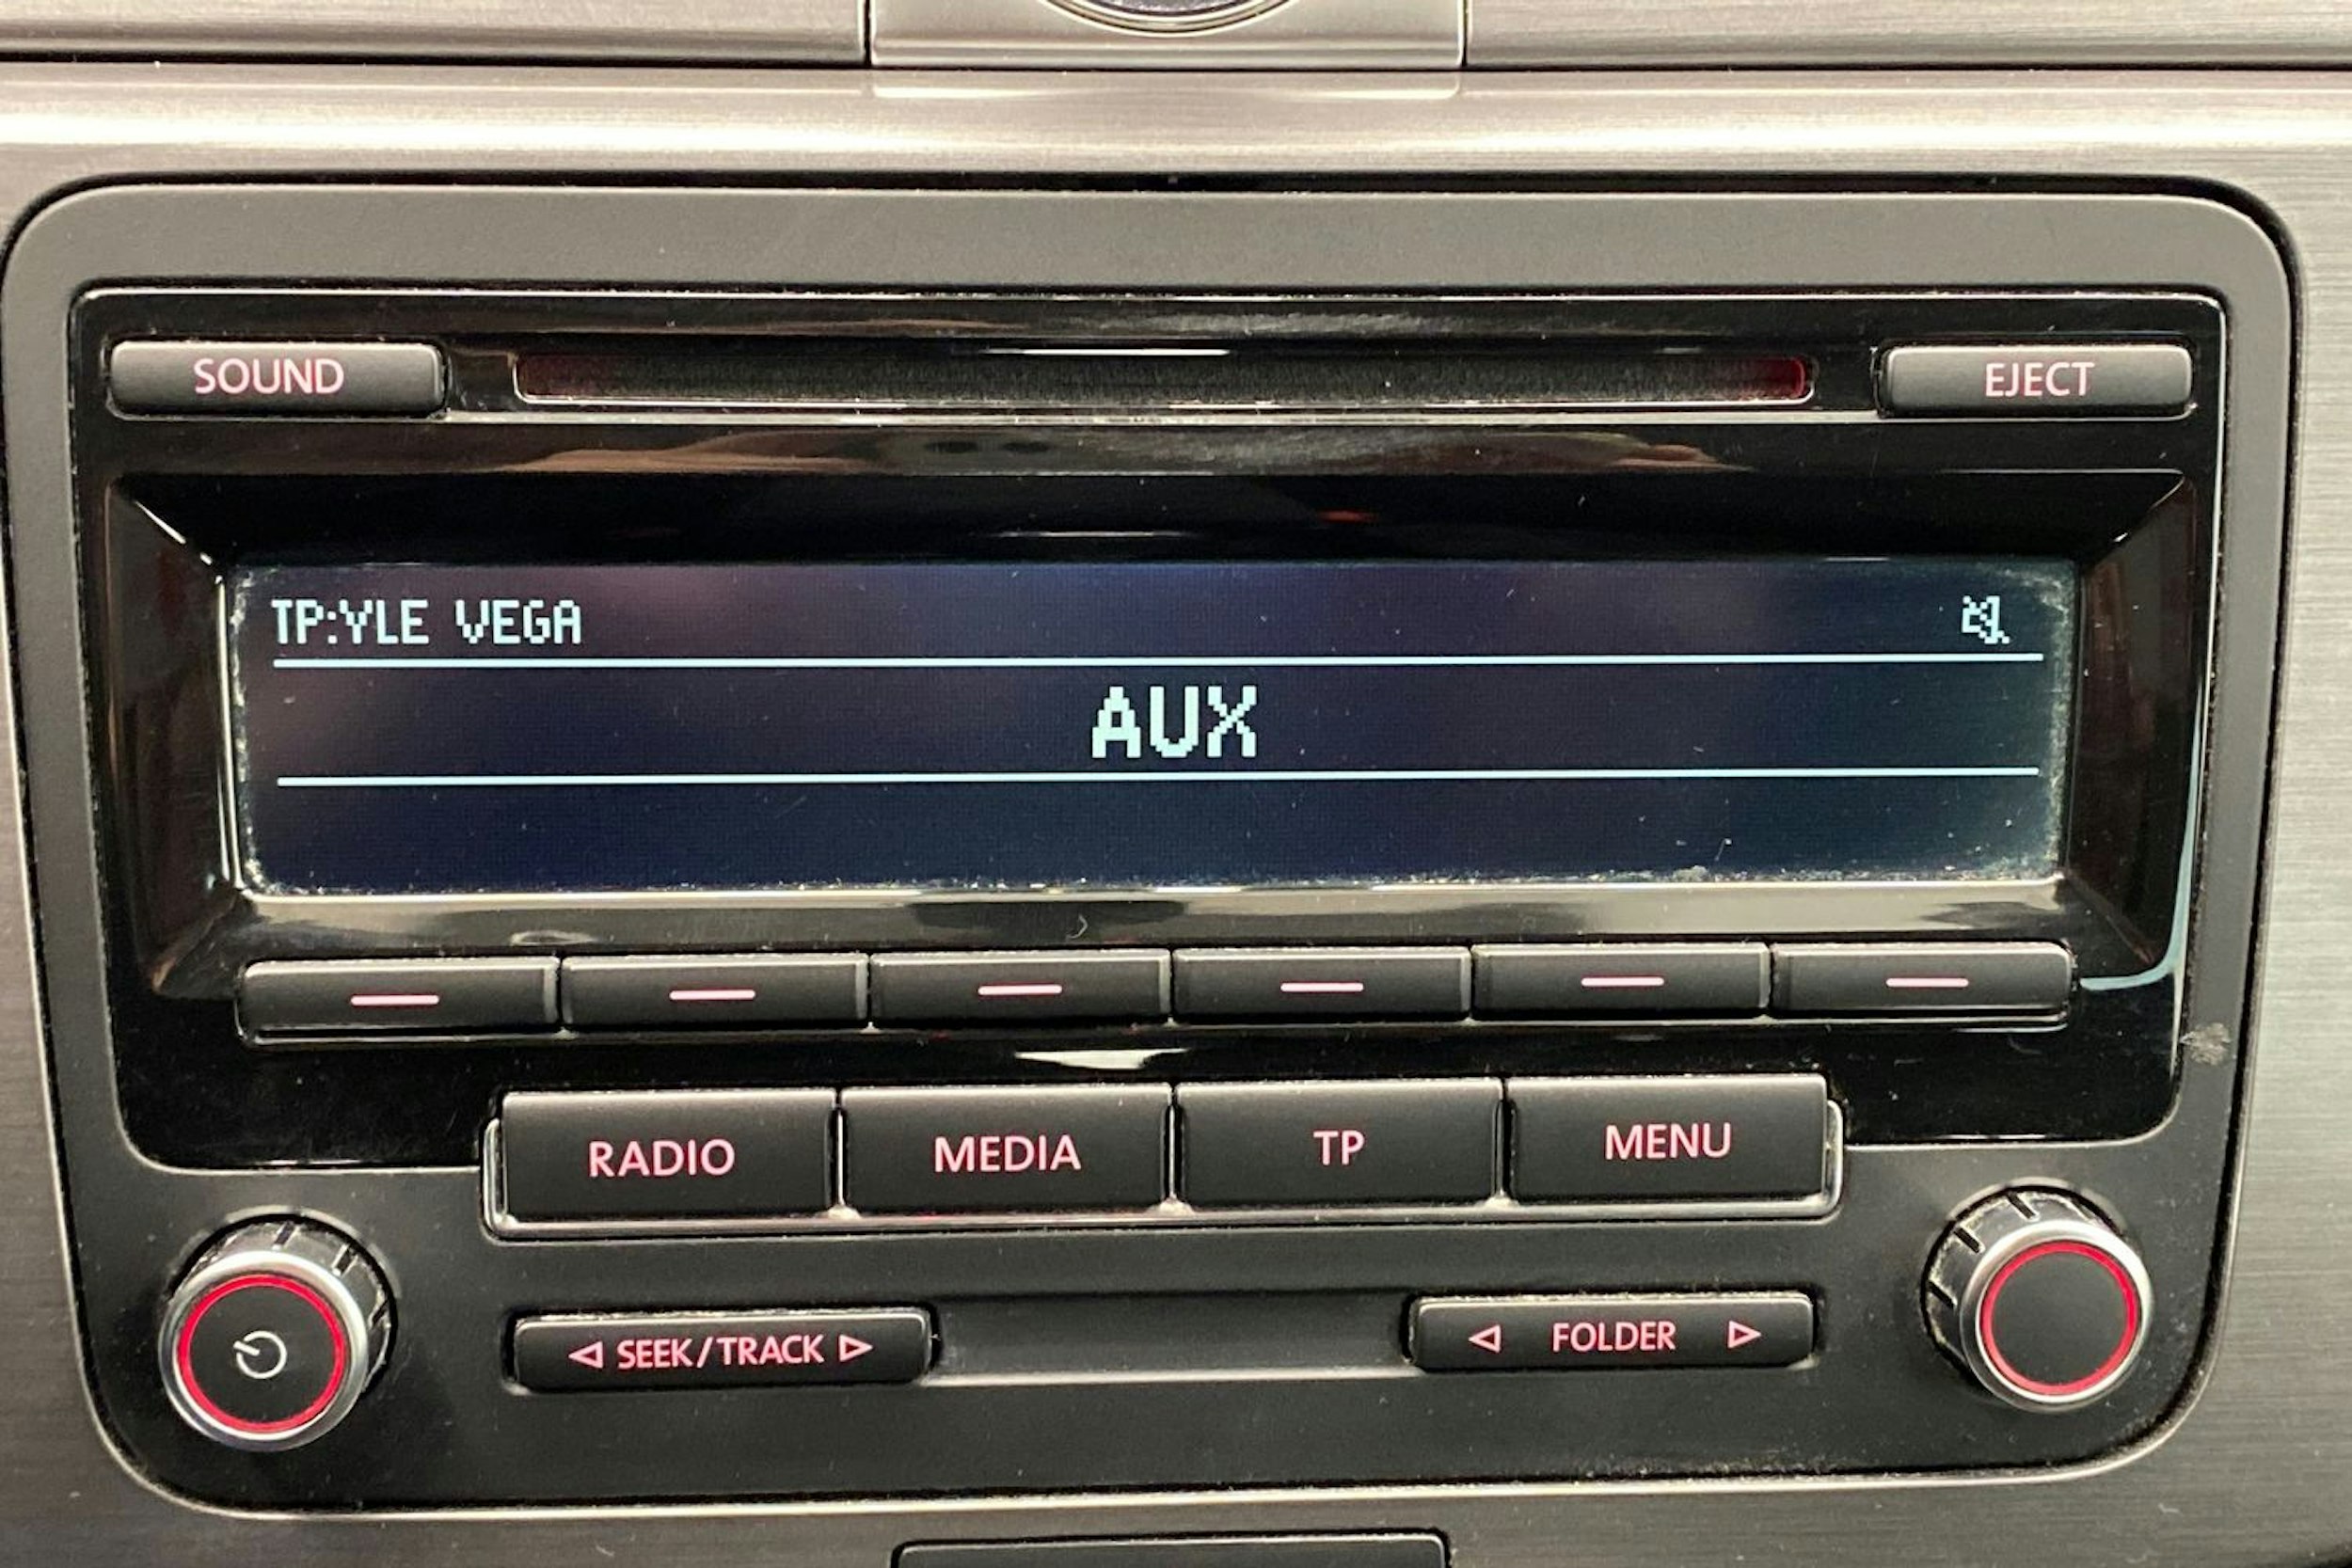 SOUND
EJECT
TP:YLE VEGA
AUX
RADIO
MEDIA
TP
MENU
SEEK/TRACK
FOLDER